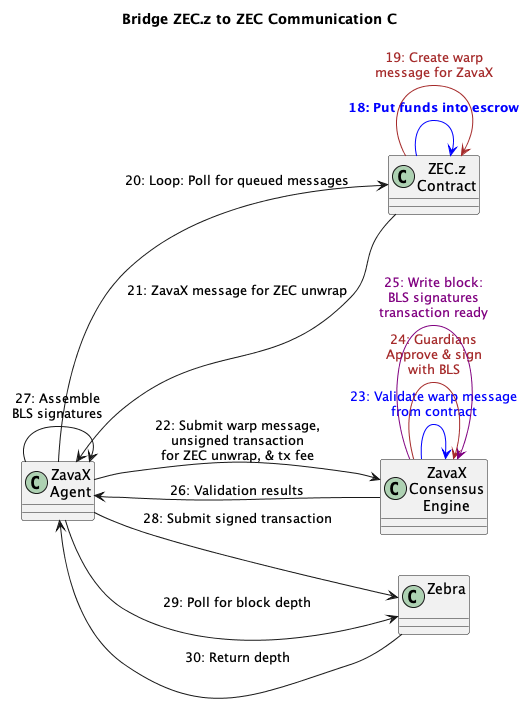 Bridge ZEC.z to ZEC Communication C
19: Create warp
message for ZavaX
18: Put funds into escrow
C
ZEC.z
Contract
20: Loop: Poll for queued messages
21: ZavaX message for ZEC unwrap
25: Write block:
BLS signatures
transaction ready
24: Guardians
Approve & sign
with BLS
23: Validate warp message
from contract
27: Assemble
BLS signatures
22: Submit warp message,
unsigned transaction
for ZEC unwrap, & tx fee
C
ZavaX
Agent
C
ZavaX
Consensus
Engine
26: Validation results
28: Submit signed transaction
C
Zebra
29: Poll for block depth
30: Return depth